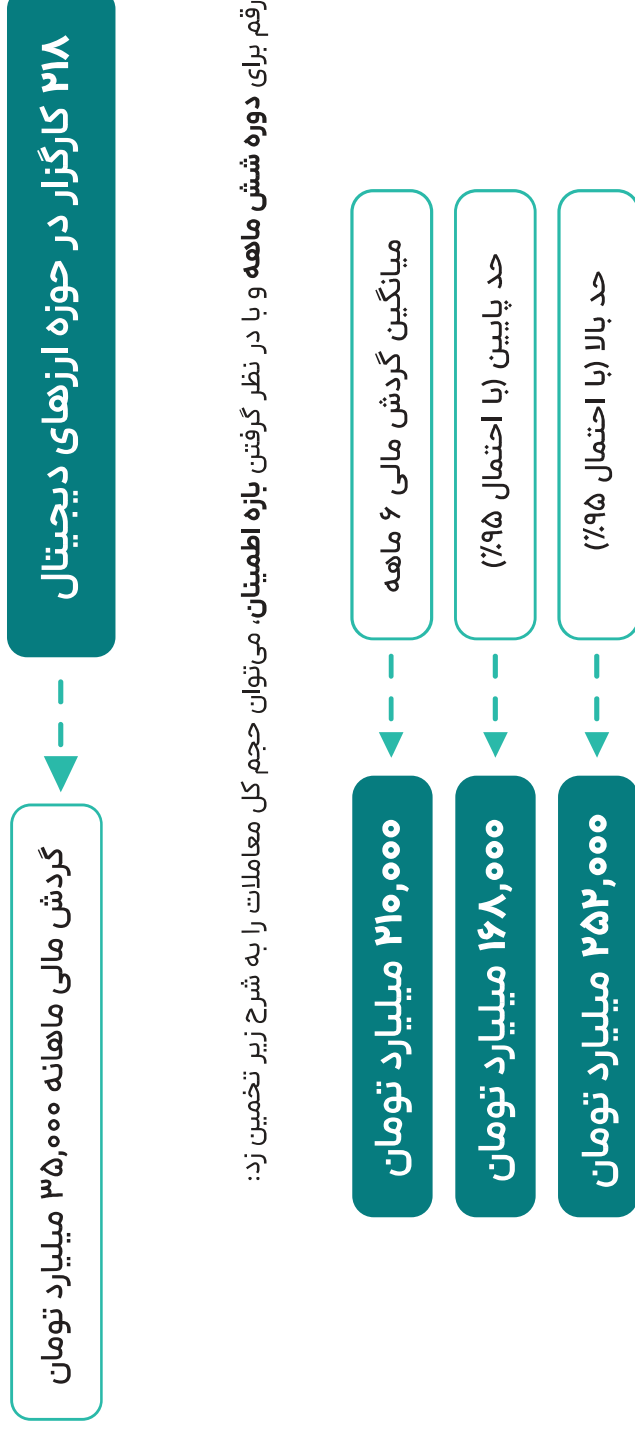 ۲۱۸ کارگزار در حوزه ارزهای دیجیتال
گردش مالی ماهانه ۳۵,۰۰۰ میلیارد تومان
رقم برای دوره شش ماهه و با در نظر گرفتن بازه اطمینان، می‌توان حجم کل معاملات را به شرح زیر تخمین زد:
میانگین گردش مالی ۶ ماهه
۲۱۰,۰۰۰ میلیارد تومان
حد پایین (با احتمال ۹۵٪)
۱۶۸,۰۰۰ میلیارد تومان
حد بالا (با احتمال ۹۵٪)
۲۵۲,۰۰۰ میلیارد تومان